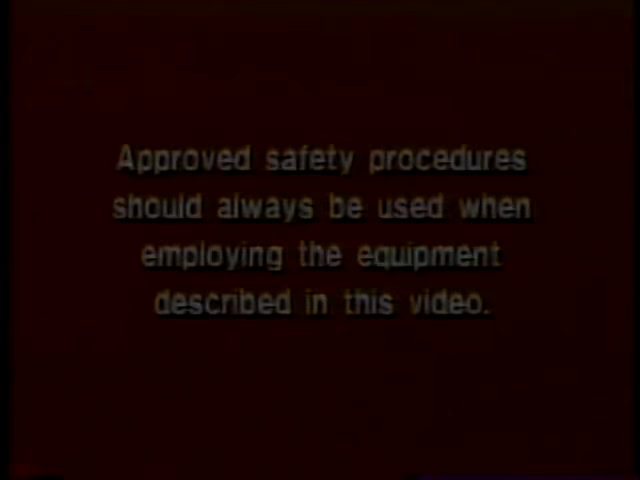 Approved safety procedures
should always be used when
employing the equipment
described in this video.